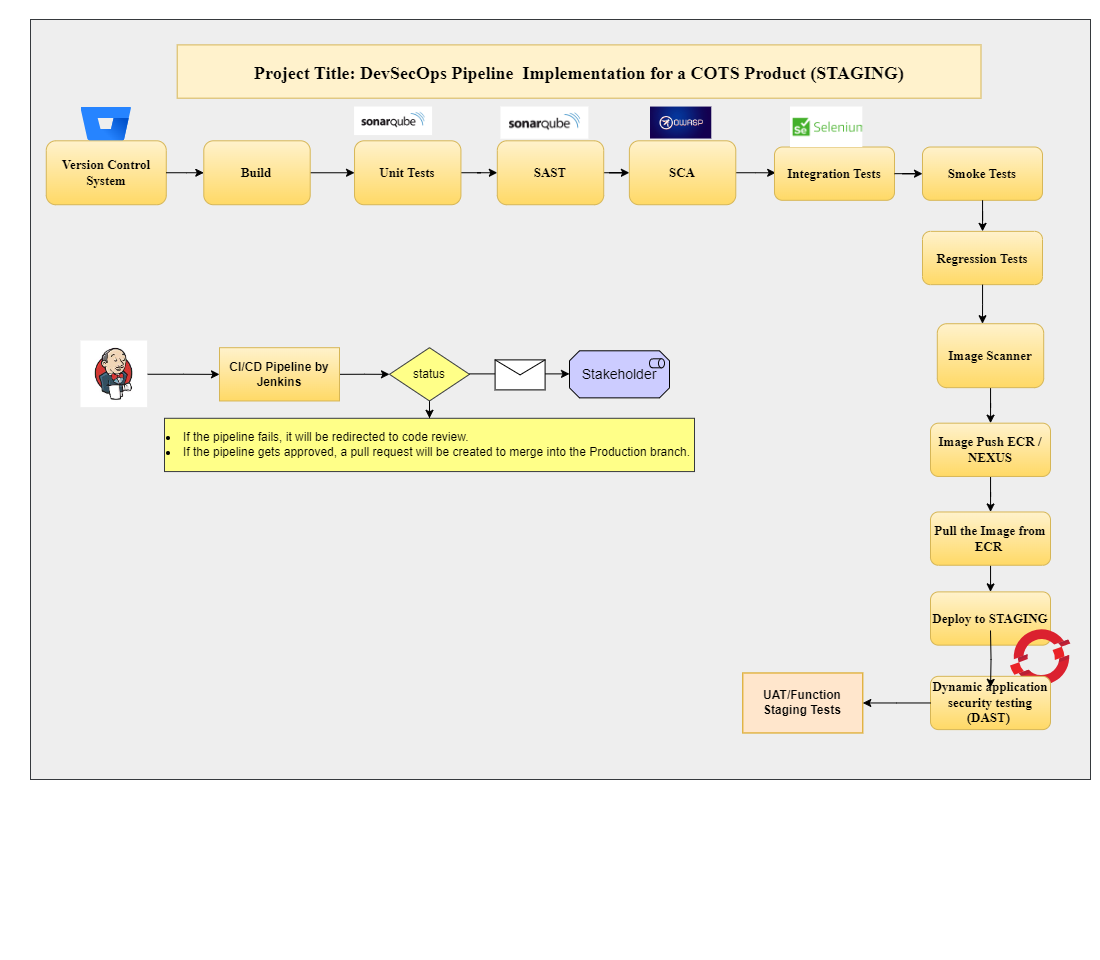 Project Title: DevSecOps Pipeline  Implementation for a COTS Product (STAGING)
sonarqube
sonarqube
OWASP
Se Selenium
Version Control
System
Build
Unit Tests
SAST
SCA
Integration Tests
Smoke Tests
Regression Tests
Image Scanner
CI/CD Pipeline by
Jenkins
status
Stakeholder
• If the pipeline fails, it will be redirected to code review.
• If the pipeline gets approved, a pull request will be created to merge into the Production branch.
Image Push ECR /
NEXUS
Pull the Image from
ECR
Deploy to STAGING
Dynamic application
security testing
(DAST)
UAT/Function
Staging Tests